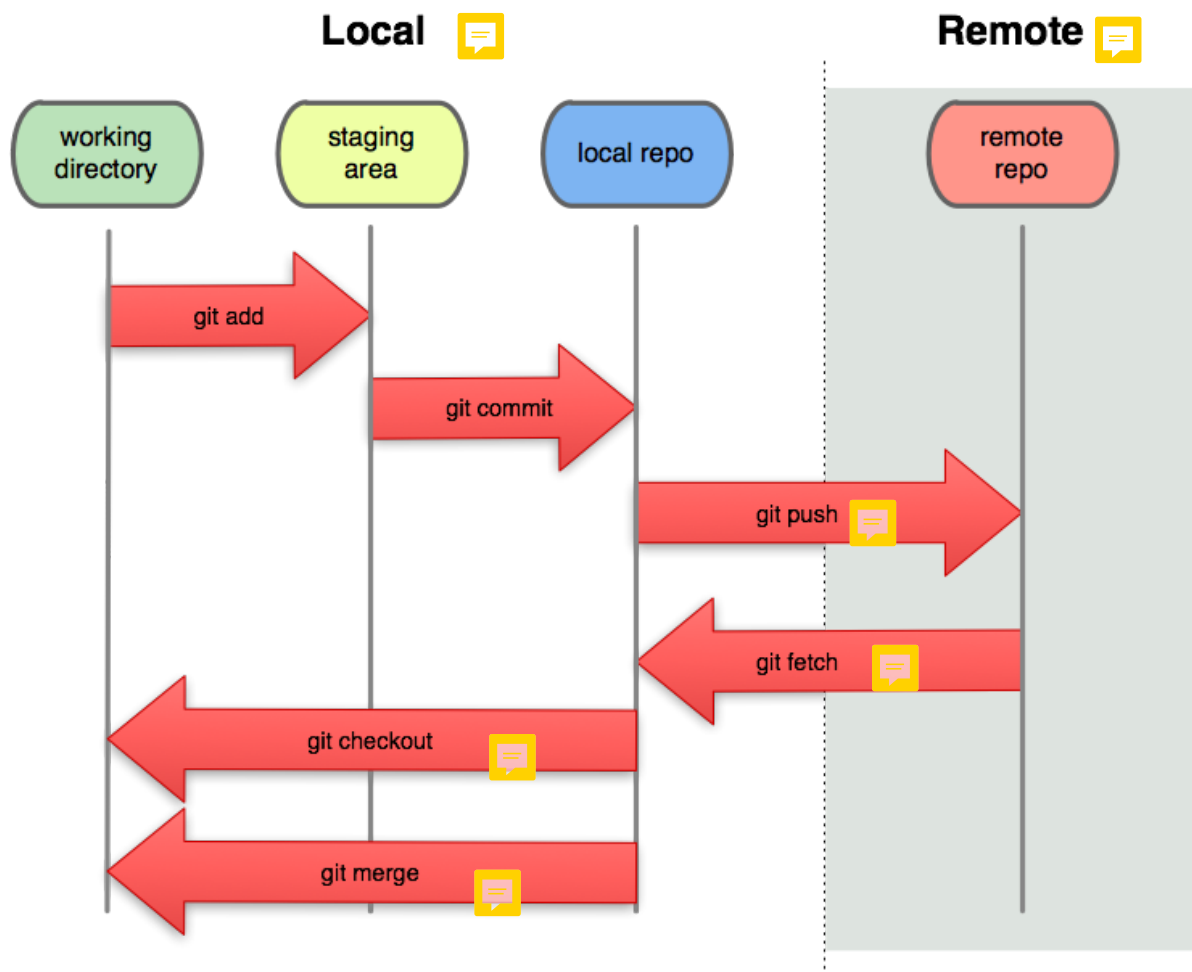 Local
Remote
working
directory
staging
area
local repo
remote
repo
git add
git commit
git push
git fetch
git checkout
git merge